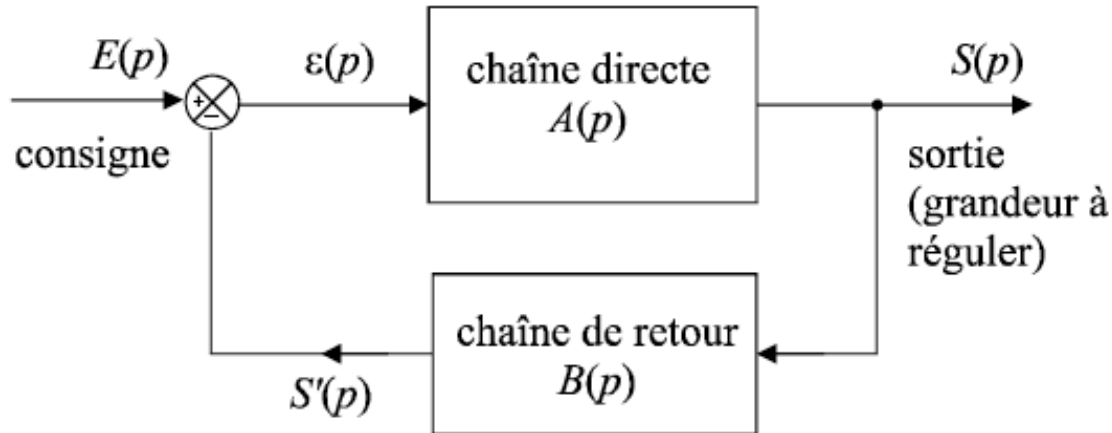 E(p)
ε(p)
chaîne directe
A(p)
S(p)
+
−
consigne
sortie
(grandeur à
réguler)
chaîne de retour
B(p)
S'(p)